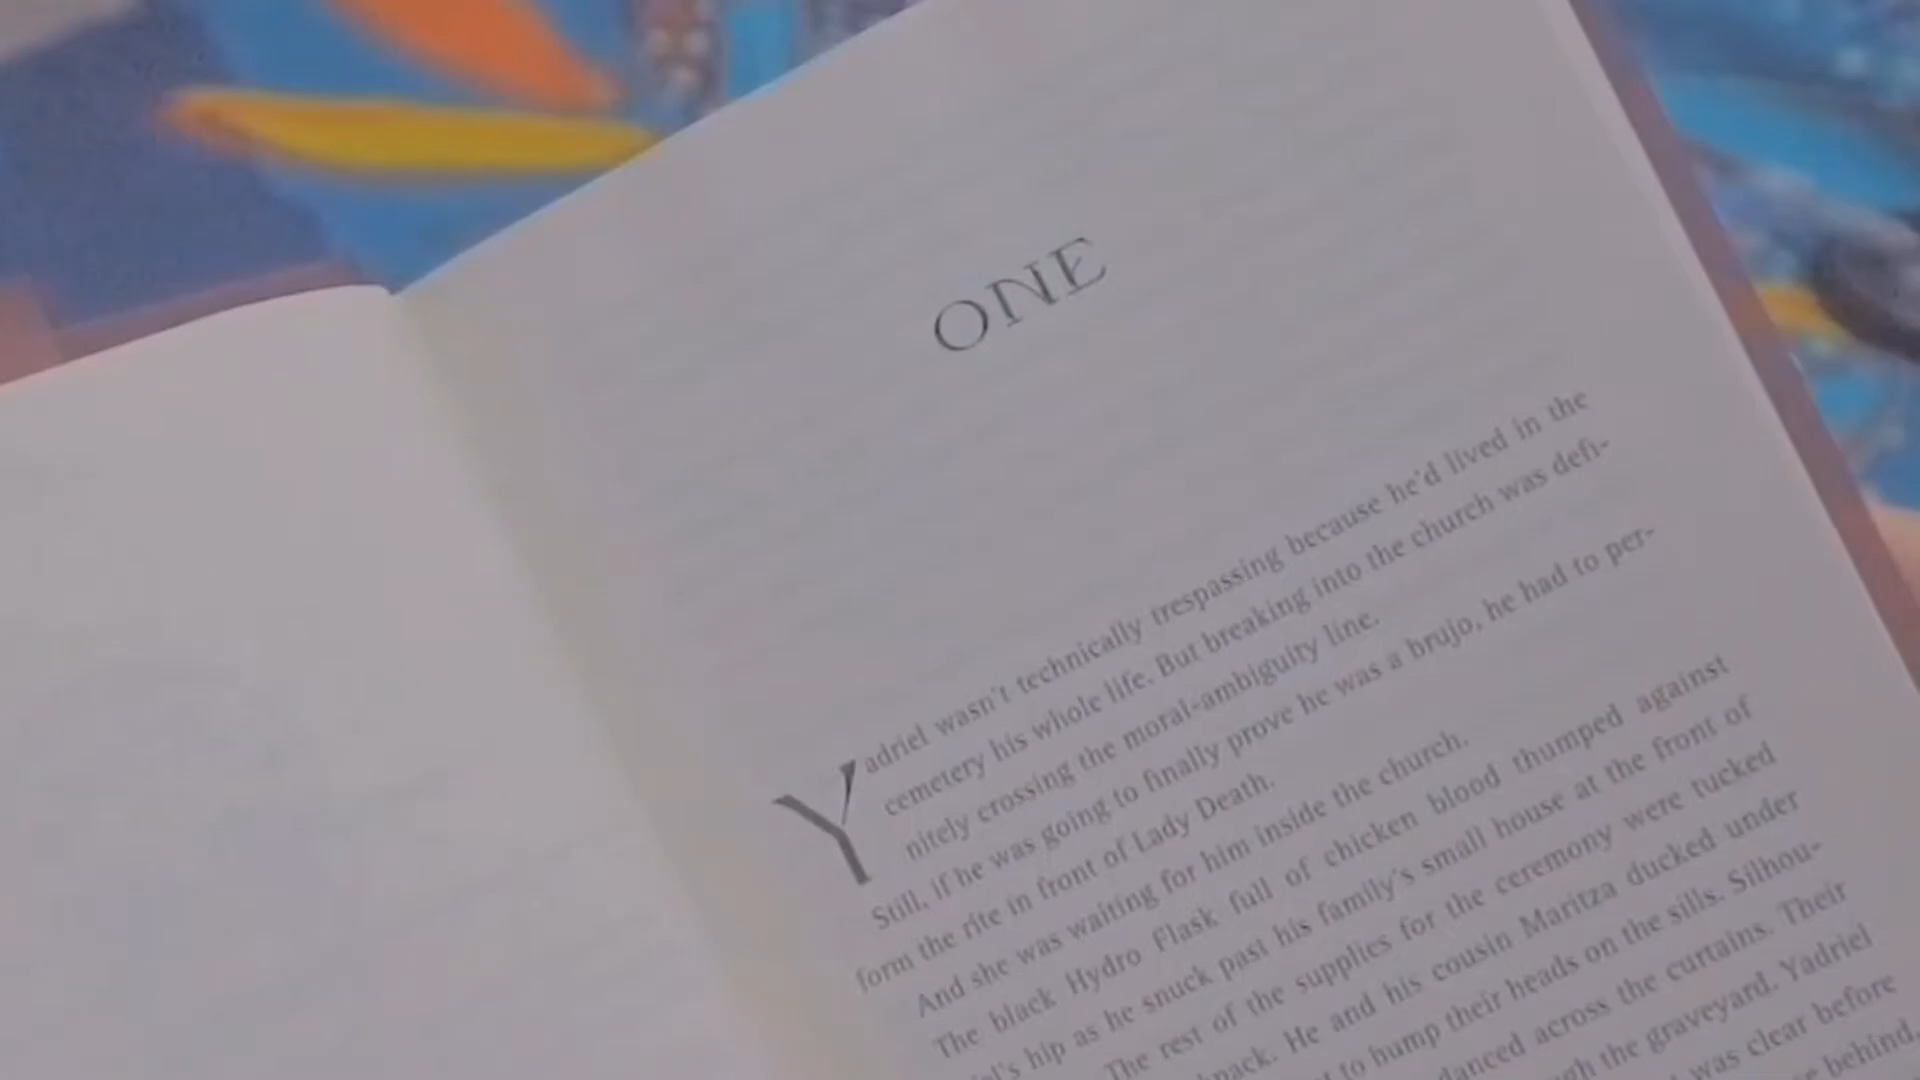 ONE
Yadriel wasn't technically trespassing because he'd lived in the
cemetery his whole life. But breaking into the church was defi-
nitely crossing the moral-ambiguity line.
Still, if he was going to finally prove he was a brujo, he had to per-
form the rite in front of Lady Death.
And she was waiting for him inside the church.
The black Hydro Flask full of chicken blood thumped against
el's hip as he snuck past his family's small house at the front of
The rest of the supplies for the ceremony were tucked
kpack. He and his cousin Maritza ducked under
t to hump their heads on the sills. Silhou-
danced across the curtains. Their
gh the graveyard. Yadriel
was clear before
behind.